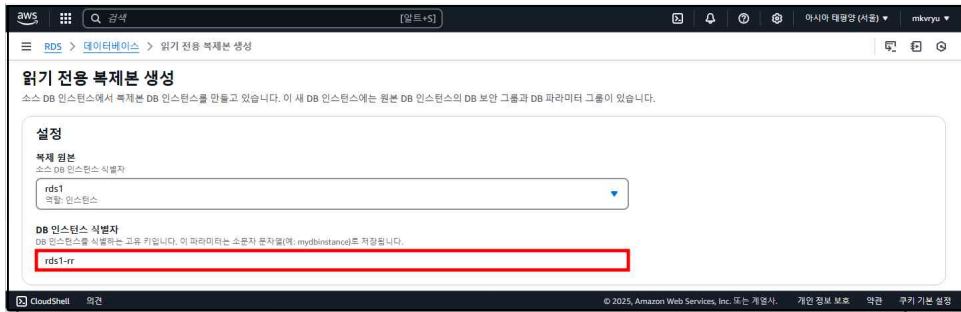 aws
검색
[알트+S]
아시아 태평양 (서울) ▼
mkvryu ▼
RDS > 데이터베이스 > 읽기 전용 복제본 생성
읽기 전용 복제본 생성
소스 DB 인스턴스에서 복제본 DB 인스턴스를 만들고 있습니다. 이 새 DB 인스턴스에는 원본 DB 인스턴스의 DB 보안 그룹과 DB 파라미터 그룹이 있습니다.
설정
복제 원본
소스 DB 인스턴스 식별자
rds1
역할: 인스턴스
DB 인스턴스 식별자
DB 인스턴스를 식별하는 고유 키입니다. 이 파라미터는 소문자 문자열(예: mydbinstance)로 저장됩니다.
rds1-rr
CloudShell
의견
© 2025, Amazon Web Services, Inc. 또는 계열사.
개인 정보 보호
약관
쿠키 기본 설정